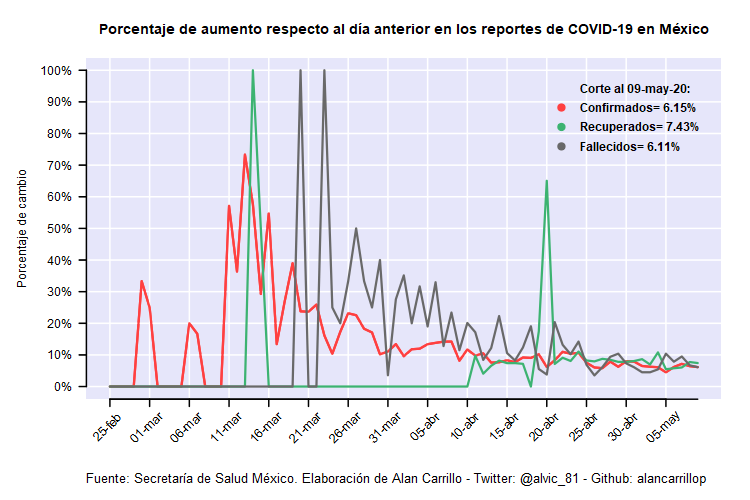 Porcentaje de aumento respecto al día anterior en los reportes de COVID-19 en México
Corte al 09-may-20:
Confirmados= 6.15%
Recuperados= 7.43%
Fallecidos= 6.11%
Porcentaje de cambio
100%
90%
80%
70%
60%
50%
40%
30%
20%
10%
0%
25-feb
01-mar
06-mar
11-mar
16-mar
21-mar
26-mar
31-mar
05-abr
10-abr
15-abr
20-abr
25-abr
30-abr
05-may
Fuente: Secretaría de Salud México. Elaboración de Alan Carrillo - Twitter: @alvic_81 - Github: alancarrillop